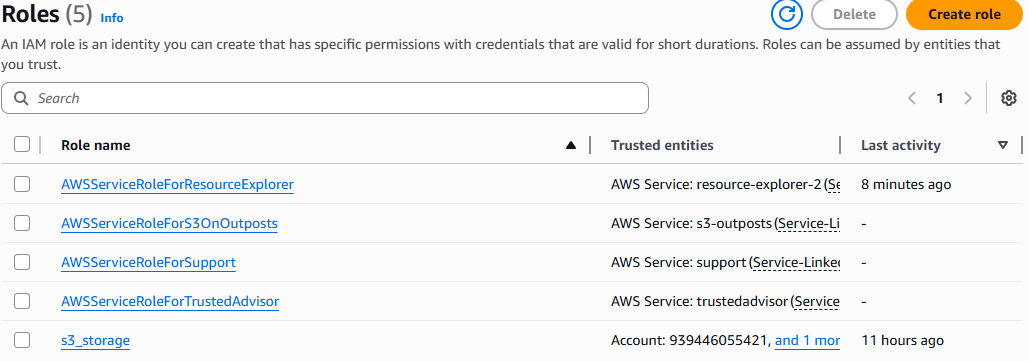 Roles (5) Info
Delete
Create role
An IAM role is an identity you can create that has specific permissions with credentials that are valid for short durations. Roles can be assumed by entities that
you trust.
Search
1
Role name Trusted entities Last activity
AWSServiceRoleForResourceExplorer AWS Service: resource-explorer-2 (Se 8 minutes ago
AWSServiceRoleForS3OnOutposts AWS Service: s3-outposts (Service-Li -
AWSServiceRoleForSupport AWS Service: support (Service-Linke -
AWSServiceRoleForTrustedAdvisor AWS Service: trustedadvisor (Service -
s3_storage Account: 939446055421, and 1 mor 11 hours ago